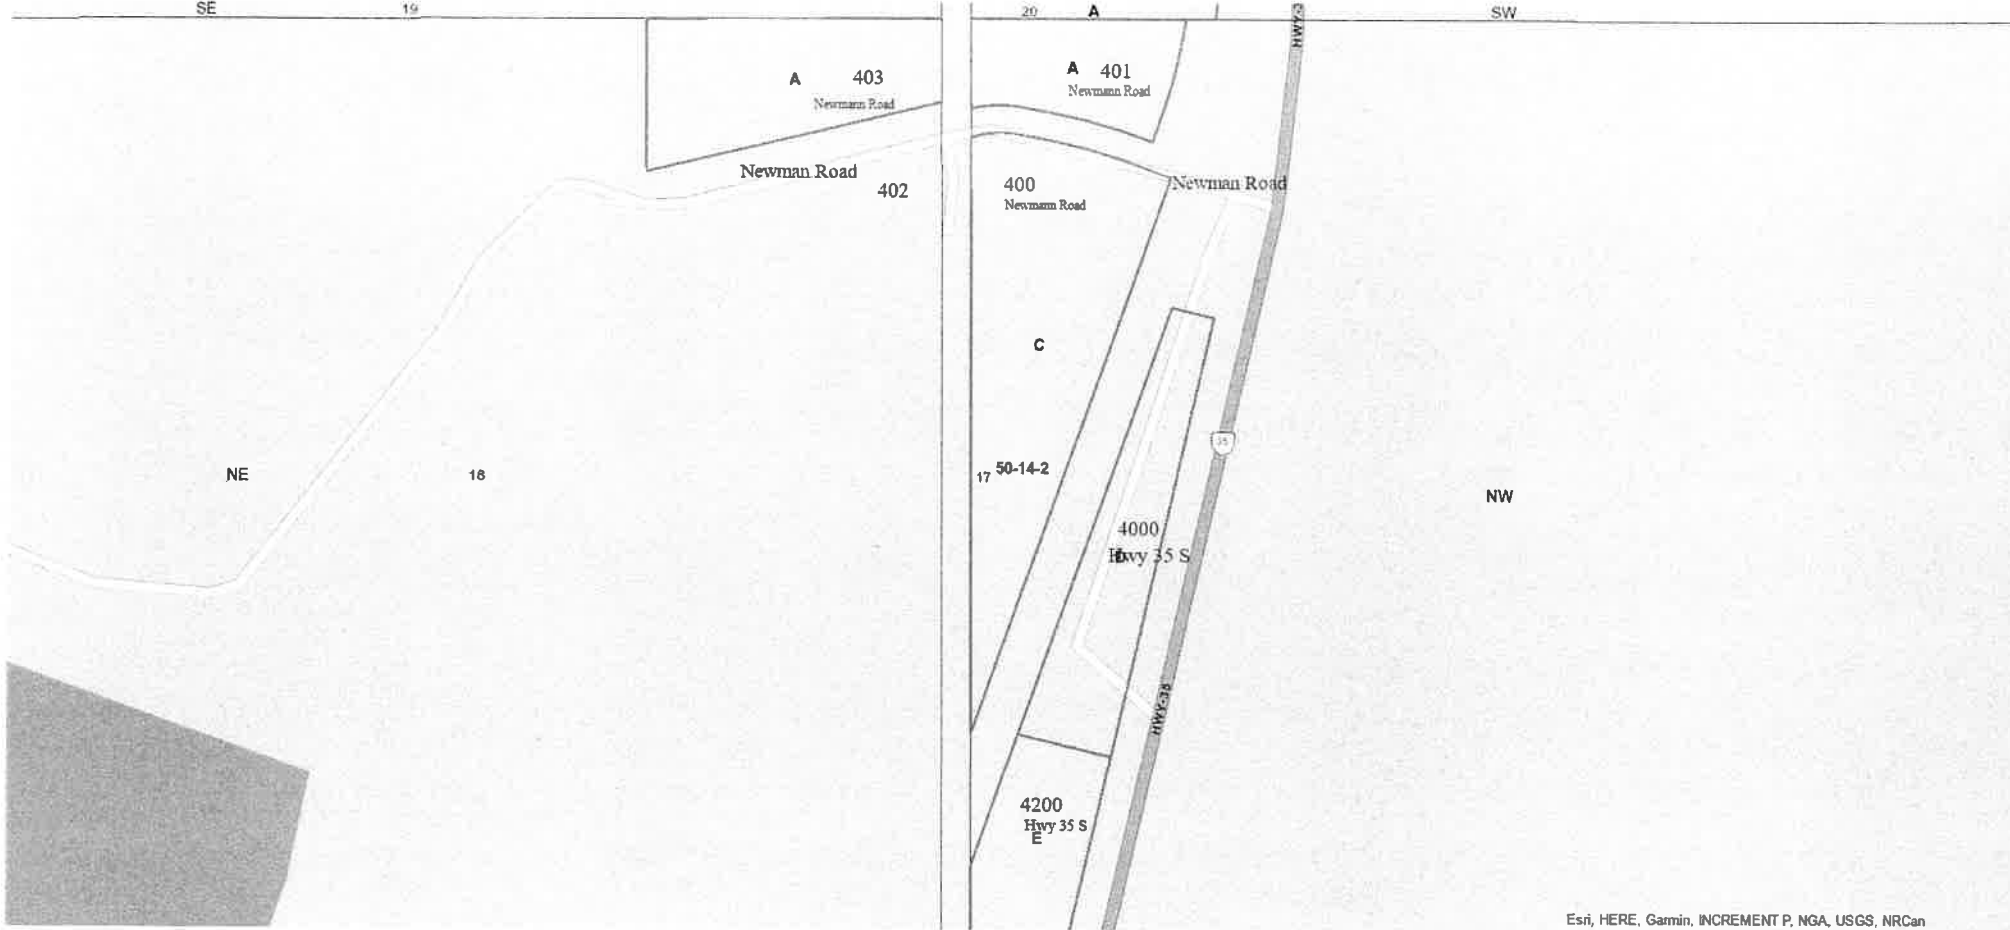 SE
19
20
A
SW
HWY-3
A 403
Newmann Road
A 401
Newmann Road
Newman Road
402
400
Newmann Road
Newman Road
C
35
NE
18
17 50-14-2
NW
4000
Hwy 35 S
HWY-35
4200
Hwy 35 S
E
Esri, HERE, Garmin, INCREMENT P, NGA, USGS, NRCan